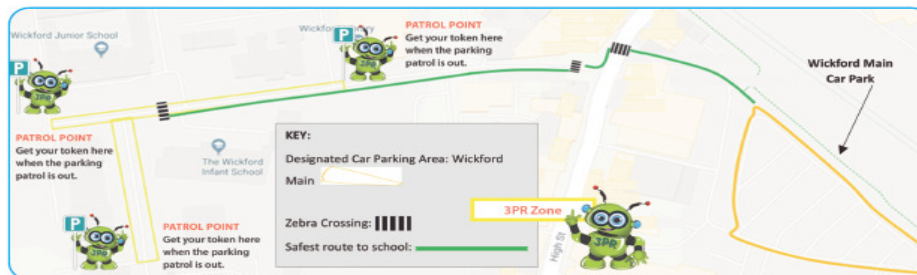 Wickford Junior School
PATROL POINT
Get your token here
when the parking
patrol is out.
Wickford Main
Car Park
P
P
3PR
3PR
PATROL POINT
Get your token here
when the parking
patrol is out.
The Wickford
Infant School
P
3PR
PATROL POINT
Get your token here
when the parking
patrol is out.
KEY:
Designated Car Parking Area: Wickford
Main
Zebra Crossing:
Safest route to school:
3PR Zone
3PR
High St